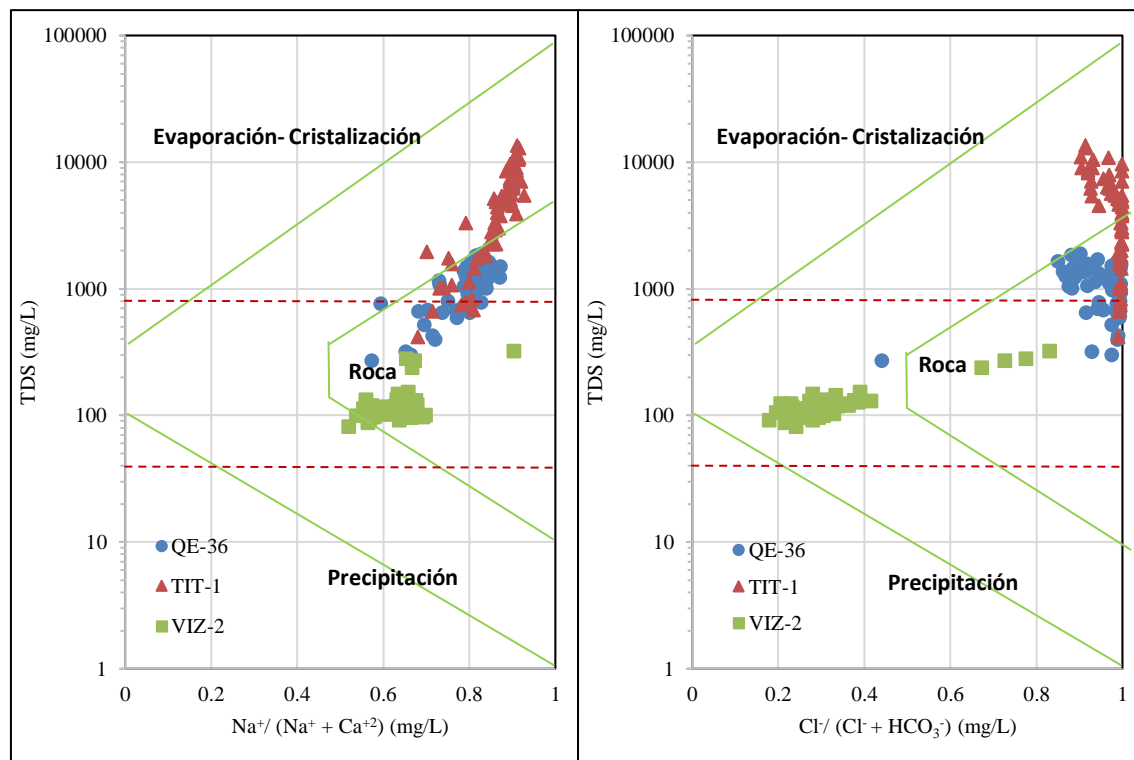 100000
10000
1000
100
10
1
TDS (mg/L)
Evaporación- Cristalización
Roca
Precipitación
QE-36
TIT-1
VIZ-2
0 0.2 0.4 0.6 0.8 1
Na⁺/ (Na⁺ + Ca⁺²) (mg/L)
100000
10000
1000
100
10
1
TDS (mg/L)
Evaporación- Cristalización
Roca
Precipitación
QE-36
TIT-1
VIZ-2
0 0.2 0.4 0.6 0.8 1
Cl⁻/ (Cl⁻ + HCO₃⁻) (mg/L)